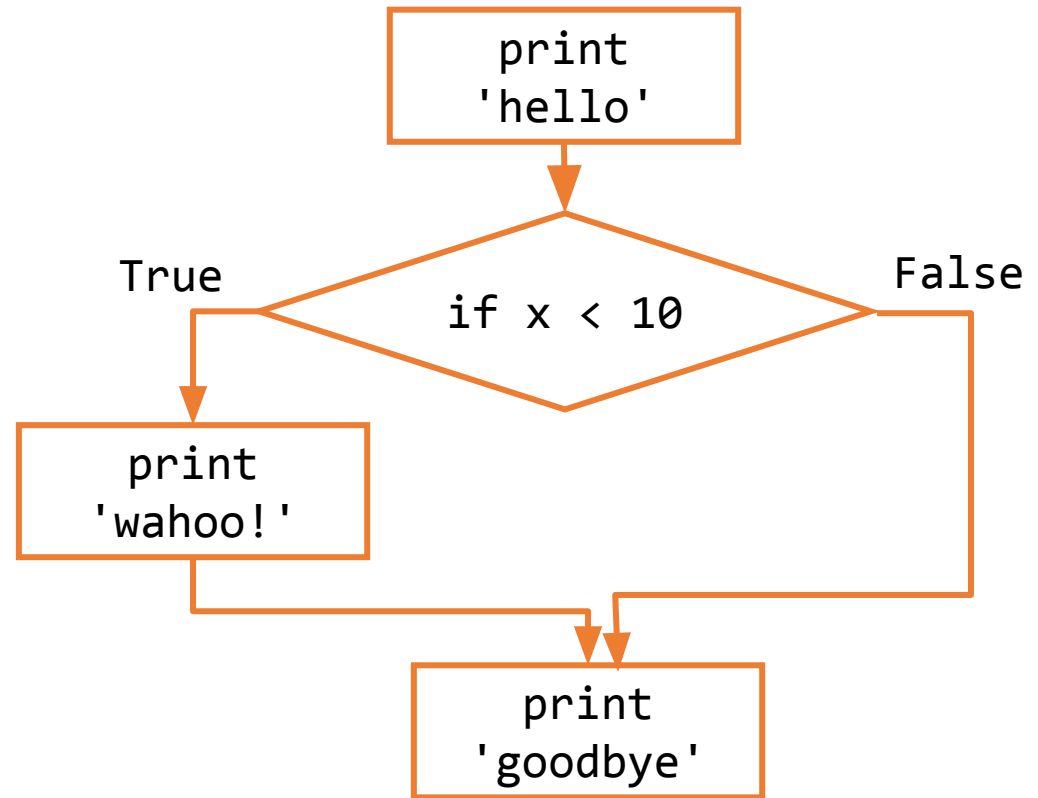 print
'hello'
True
False
if x < 10
print
'wahoo!'
print
'goodbye'